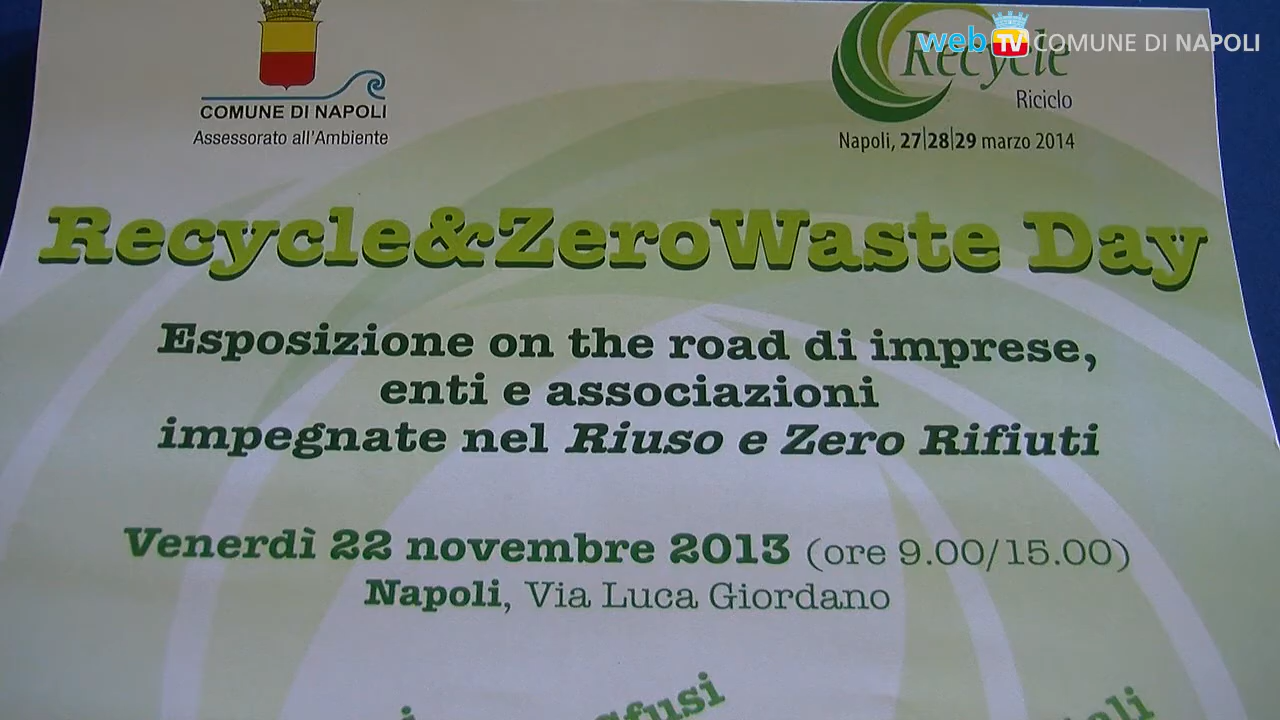 web TV COMUNE DI NAPOLI
COMUNE DI NAPOLI
Assessorato all'Ambiente
Recycle
Riciclo
Napoli, 27|28|29 marzo 2014
Recycle&ZeroWaste Day
Esposizione on the road di imprese,
enti e associazioni
impegnate nel Riuso e Zero Rifiuti
Venerdì 22 novembre 2013 (ore 9.00/15.00)
Napoli, Via Luca Giordano